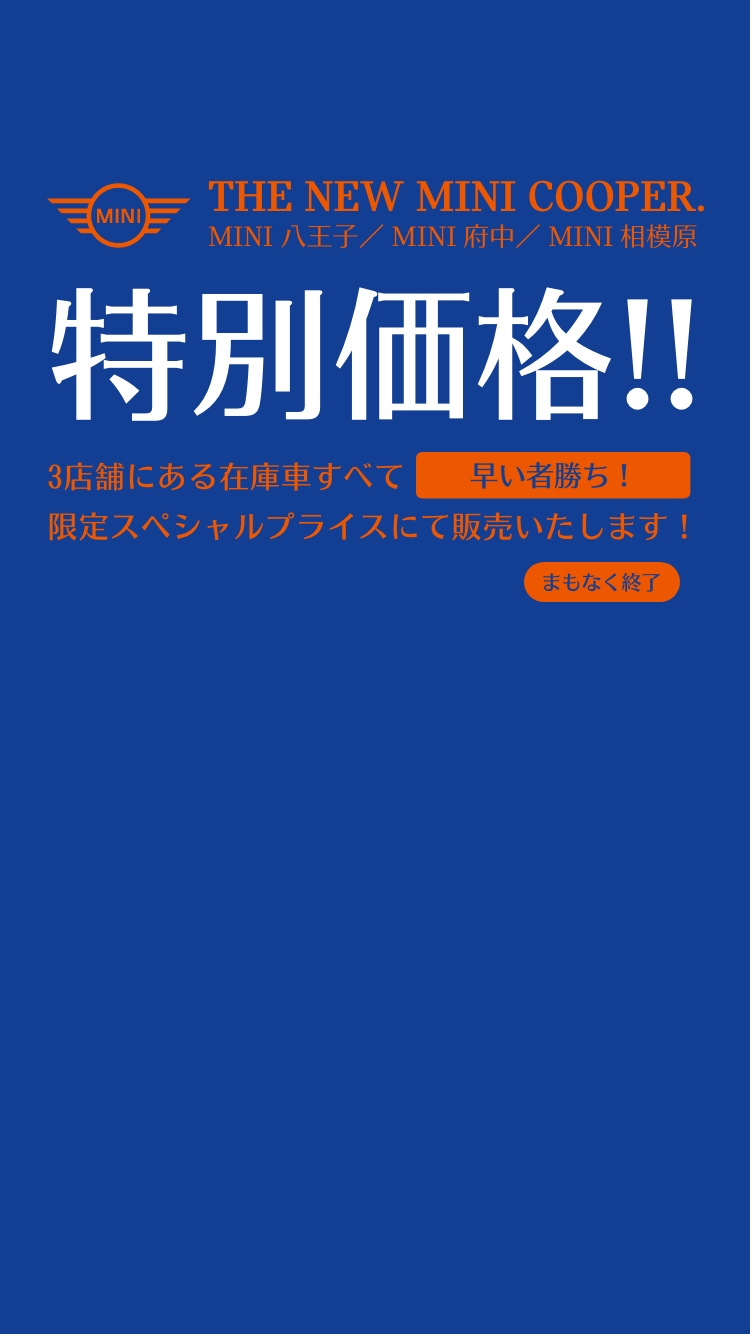 MINI
THE NEW MINI COOPER.
MINI 八王子／ MINI 府中／ MINI 相模原
特別価格!!
3店舗にある在庫車すべて 早い者勝ち！
限定スペシャルプライスにて販売いたします！
まもなく終了